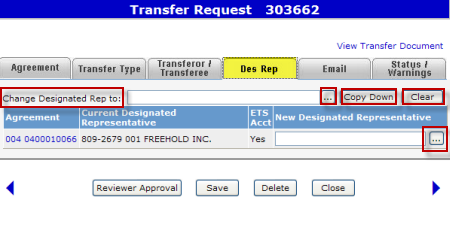 Transfer Request 303662
View Transfer Document
Agreement Transfer Type Transferor / Transferee Des Rep Email Status / Warnings
Change Designated Rep to: ... Copy Down Clear
Agreement Current Designated Representative ETS Acct New Designated Representative
004 0400010066 809-2679 001 FREEHOLD INC. Yes ...
Reviewer Approval Save Delete Close